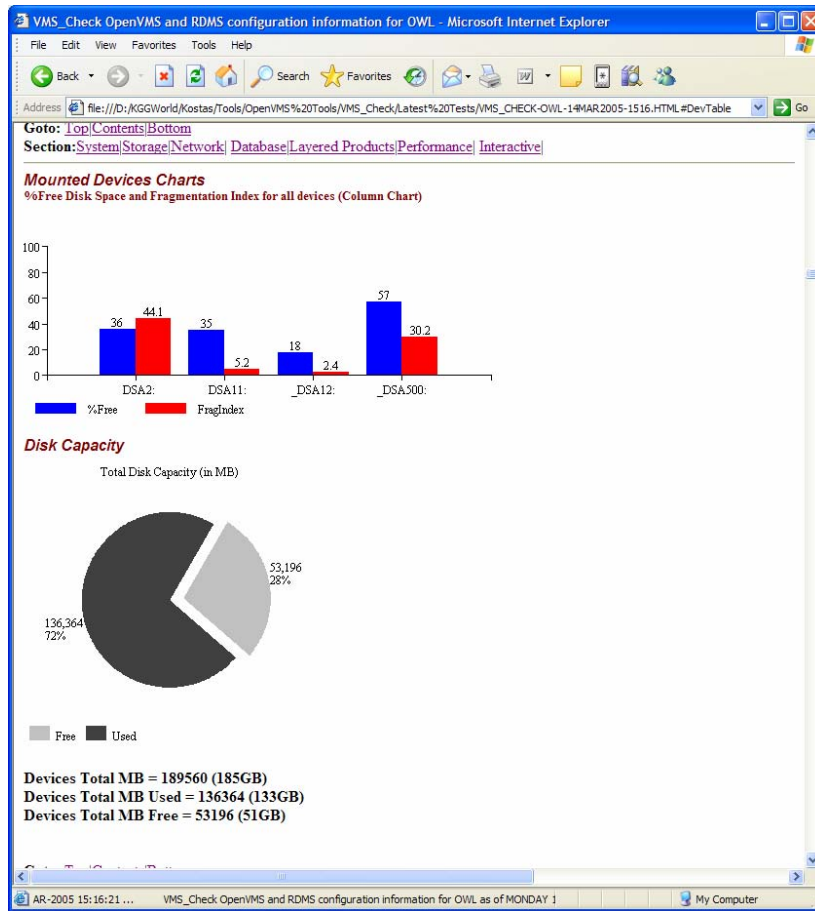 VMS_Check OpenVMS and RDMS configuration information for OWL - Microsoft Internet Explorer
File Edit View Favorites Tools Help
Back Search Favorites
Address file:///D:/KGGWorld/Kostas/Tools/OpenVMS%20Tools/VMS_Check/Latest%20Tests/VMS_CHECK-OWL-14MAR2005-1516.HTML#DevTable Go
Goto: Top|Contents|Bottom
Section:System|Storage|Network| Database|Layered Products|Performance| Interactive|
Mounted Devices Charts
%Free Disk Space and Fragmentation Index for all devices (Column Chart)
100
80
60
40
20
0
36 44.1 35 5.2 18 2.4 57 30.2
DSA2: DSA11: _DSA12: _DSA500:
%Free FragIndex
Disk Capacity
Total Disk Capacity (in MB)
53,196
28%
136,364
72%
Free Used
Devices Total MB = 189560 (185GB)
Devices Total MB Used = 136364 (133GB)
Devices Total MB Free = 53196 (51GB)
AR-2005 15:16:21 ... VMS_Check OpenVMS and RDMS configuration information for OWL as of MONDAY 1 My Computer